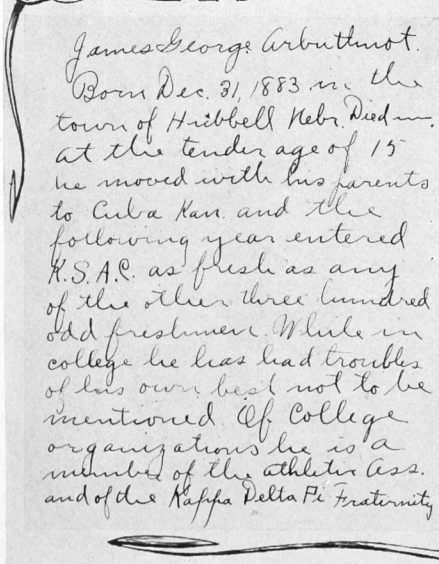 James George Arbuthnot.
Born Dec. 31, 1883 in the
town of Hubbell Nebr. Died in.
At the tender age of 15
he moved with his parents
to Cuba Kan. and the
following year entered
K.S.A.C. as fresh as any
of the other three hundred
odd freshmen. While in
college he has had troubles
of his own best not to be
mentioned. Of College
organizations he is a
member of the athletic Ass.
and of the Kappa Delta Pi Fraternity